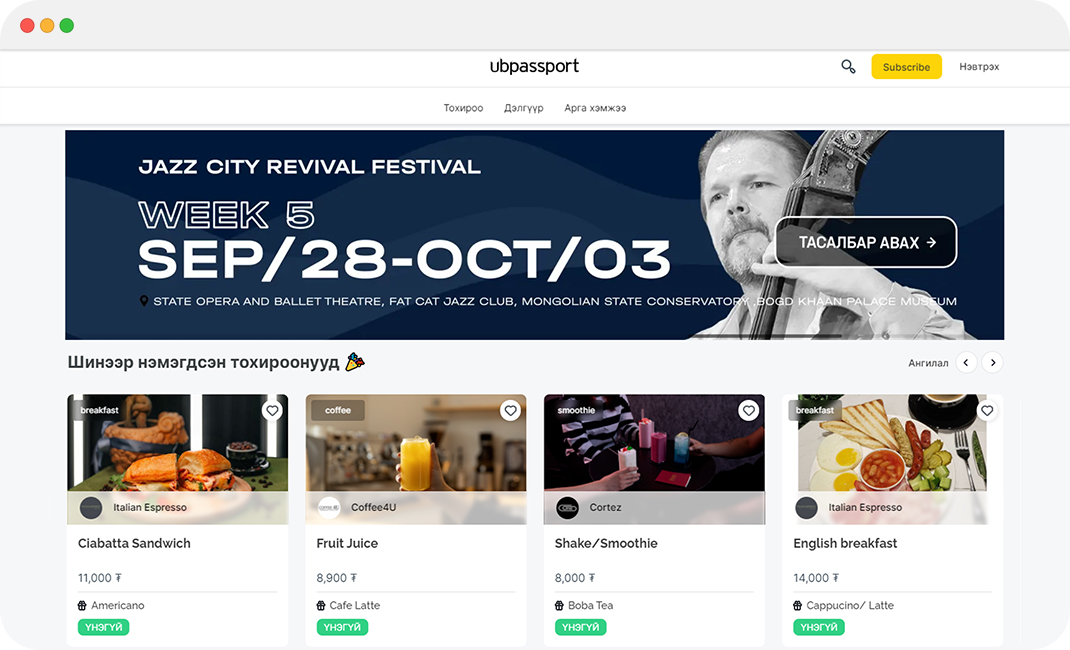 ubpassport
Subscribe
Нэвтрэх
Тохироо
Дэлгүүр
Арга хэмжээ
JAZZ CITY REVIVAL FESTIVAL
WEEK 5
SEP/28-OCT/03
ТАСАЛБАР АВАХ →
STATE OPERA AND BALLET THEATRE, FAT CAT JAZZ CLUB, MONGOLIAN STATE CONSERVATORY ,BOGD KHAAN PALACE MUSEUM
Шинээр нэмэгдсэн тохироонууд 🎉
Ангилал
breakfast
Italian Espresso
Ciabatta Sandwich
11,000 ₮
Americano
ҮНЭГҮЙ
coffee
Coffee4U
Fruit Juice
8,900 ₮
Cafe Latte
ҮНЭГҮЙ
smoothie
Cortez
Shake/Smoothie
8,000 ₮
Boba Tea
ҮНЭГҮЙ
breakfast
Italian Espresso
English breakfast
14,000 ₮
Cappucino/ Latte
ҮНЭГҮЙ